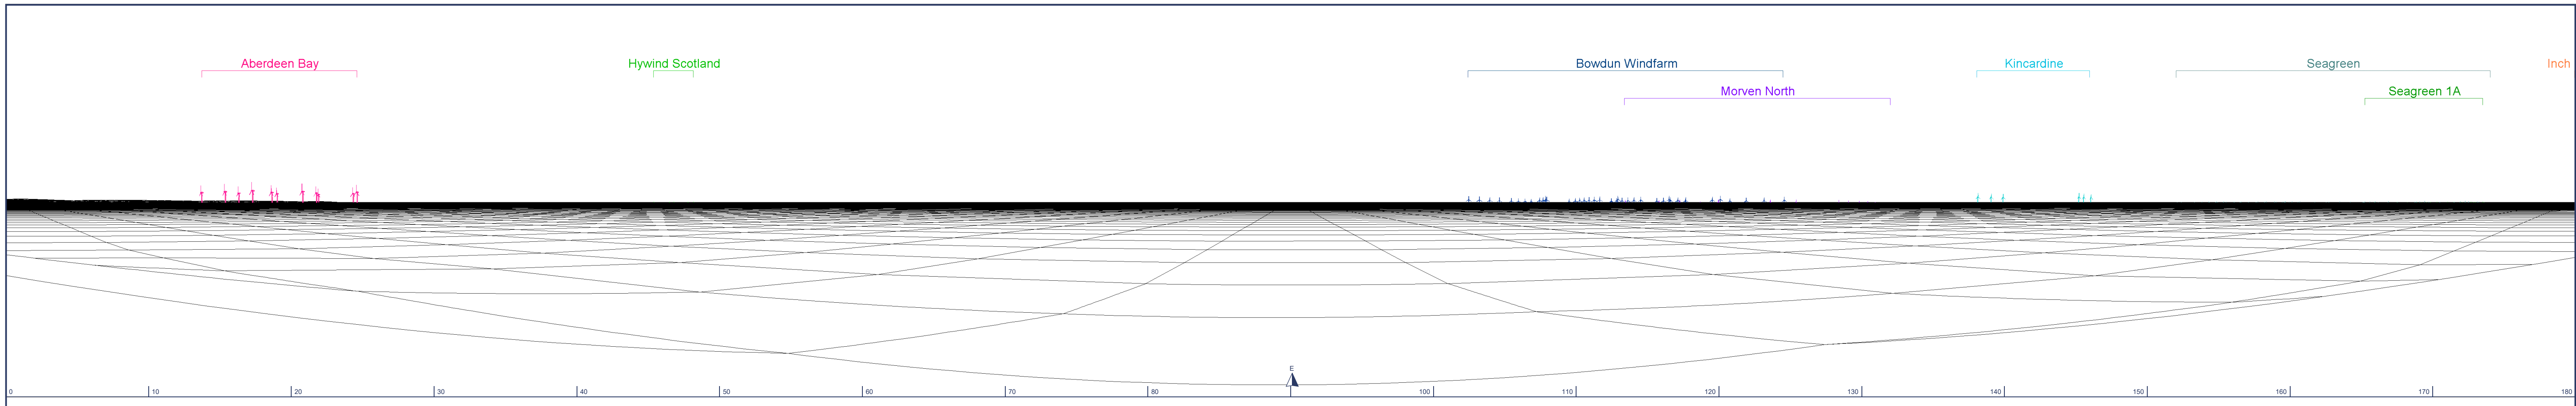 Aberdeen Bay Hywind Scotland Bowdun Windfarm Kincardine Seagreen Inch
Morven North Seagreen 1A
E
0 10 20 30 40 50 60 70 80 100 110 120 130 140 150 160 170 180